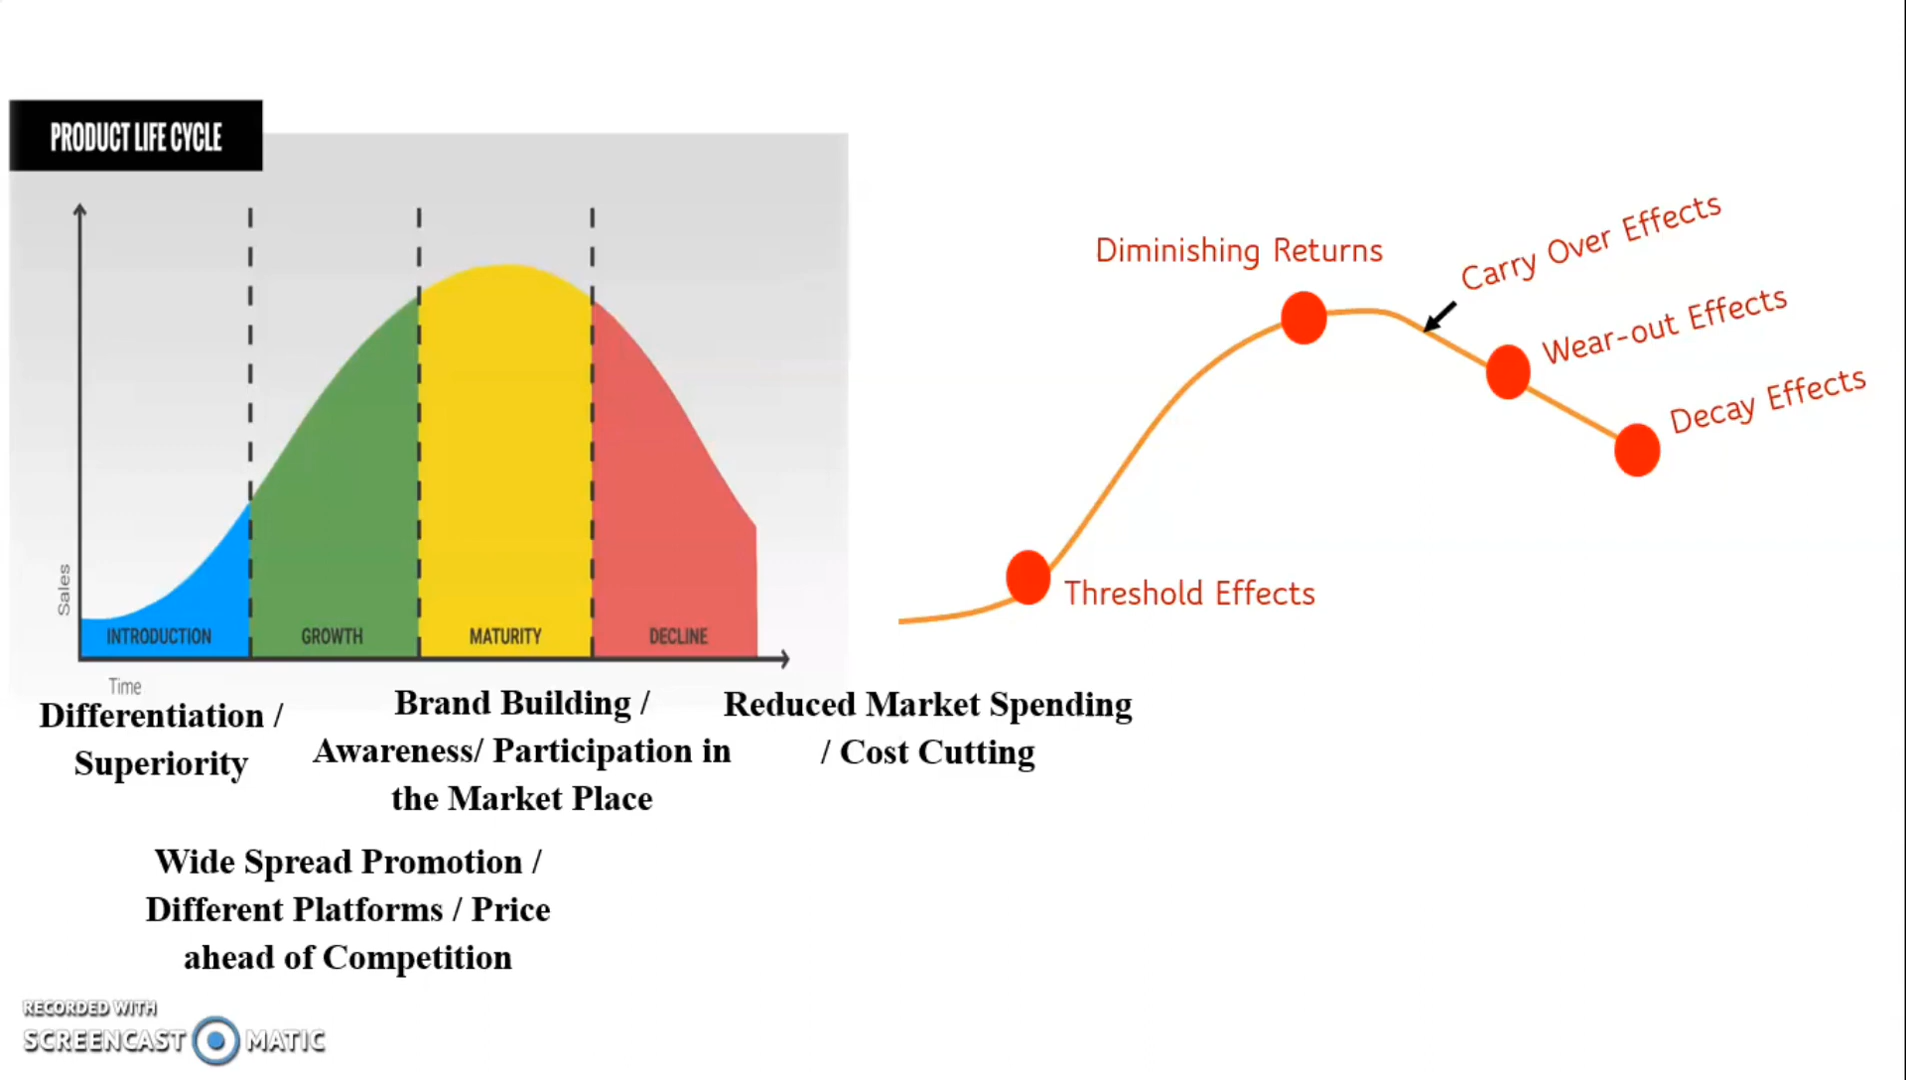 PRODUCT LIFE CYCLE
Sales
INTRODUCTION
GROWTH
MATURITY
DECLINE
Time
Differentiation /
Superiority
Brand Building /
Awareness/ Participation in
the Market Place
Reduced Market Spending
/ Cost Cutting
Wide Spread Promotion /
Different Platforms / Price
ahead of Competition
Diminishing Returns
Carry Over Effects
Wear-out Effects
Decay Effects
Threshold Effects
RECORDED WITH
SCREENCAST MATIC